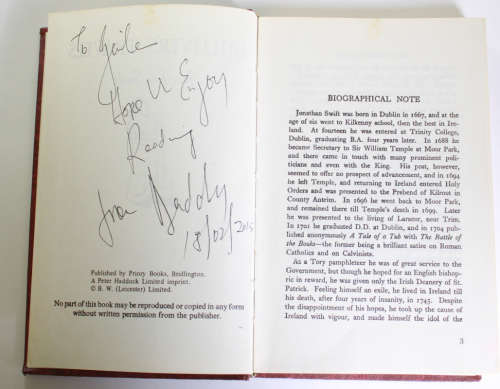 To Jaila
Hope U Enjoy
Reading
from Daddy
18/02/2015
Published by Priory Books, Bridlington.
A Peter Haddock Limited imprint.
© B. W. (Leicester) Limited.
No part of this book may be reproduced or copied in any form
without written permission from the publisher.
BIOGRAPHICAL NOTE
Jonathan Swift was born in Dublin in 1667, and at the
age of six went to Kilkenny school, then the best in Ire-
land. At fourteen he was entered at Trinity College,
Dublin, graduating B.A. four years later. In 1688 he
became Secretary to Sir William Temple at Moor Park,
and there came in touch with many prominent poli-
ticians and even with the King. His post, however,
seemed to offer no prospect of advancement, and in 1694
he left Temple, and returning to Ireland entered Holy
Orders and was presented to the Prebend of Kilroot in
County Antrim. In 1696 he went back to Moor Park,
and remained there till Temple's death in 1699. Later
he was presented to the living of Laracor, near Trim.
In 1701 he graduated D.D. at Dublin, and in 1704 pub-
lished anonymously A Tale of a Tub with The Battle of
the Books—the former being a brilliant satire on Roman
Catholics and on Calvinists.
As a Tory pamphleteer he was of great service to the
Government, but though he hoped for an English bishop-
ric in reward, he was given only the Irish Deanery of St.
Patrick. Feeling himself an exile, he lived in Ireland till
his death, after four years of insanity, in 1745. Despite
the disappointment of his hopes, he took up the cause of
Ireland with vigour, and made himself the idol of the
3